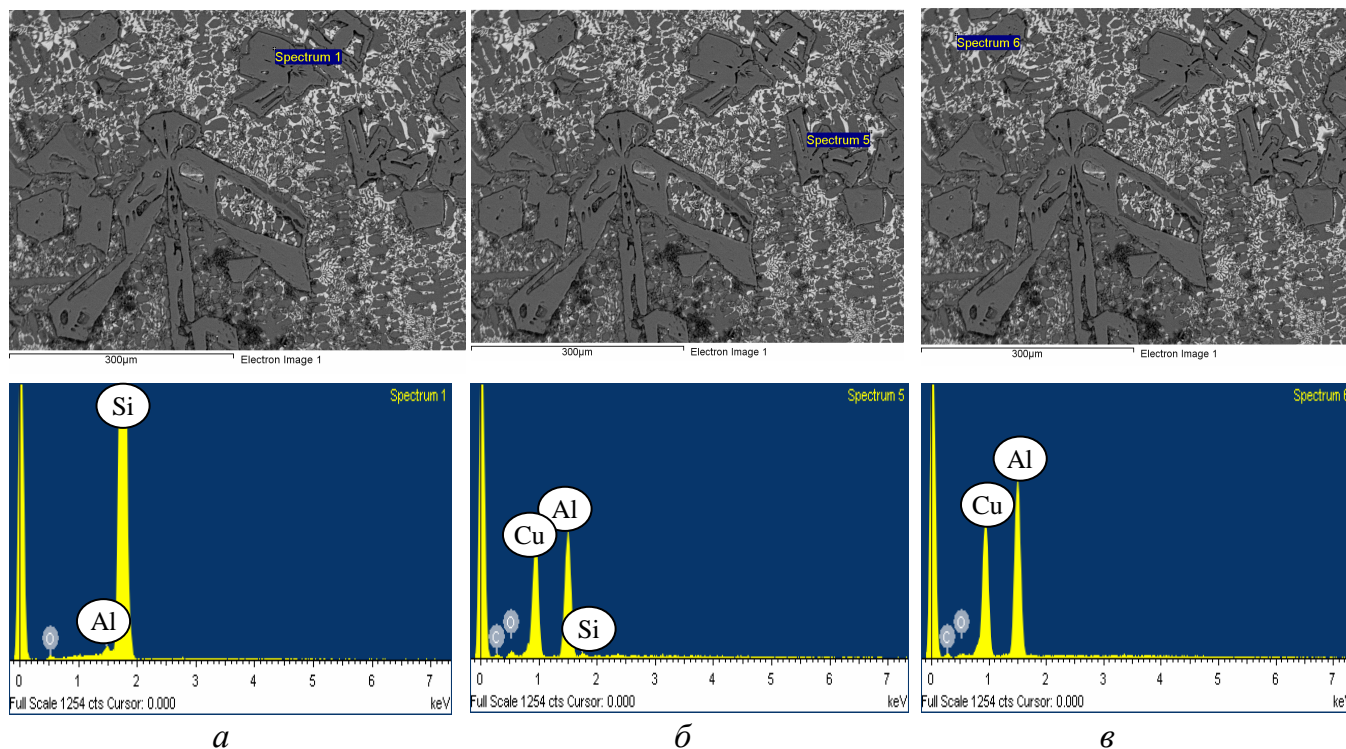 Spectrum 1
300µm Electron Image 1
Spectrum 5
300µm Electron Image 1
Spectrum 6
300µm Electron Image 1
Spectrum 1
Si
Al
O
0 1 2 3 4 5 6 7
Full Scale 1254 cts Cursor: 0.000 keV
Spectrum 5
Al
Cu
Si
C
O
0 1 2 3 4 5 6 7
Full Scale 1254 cts Cursor: 0.000 keV
Spectrum 6
Al
Cu
C
O
0 1 2 3 4 5 6 7
Full Scale 1254 cts Cursor: 0.000 keV
а б в